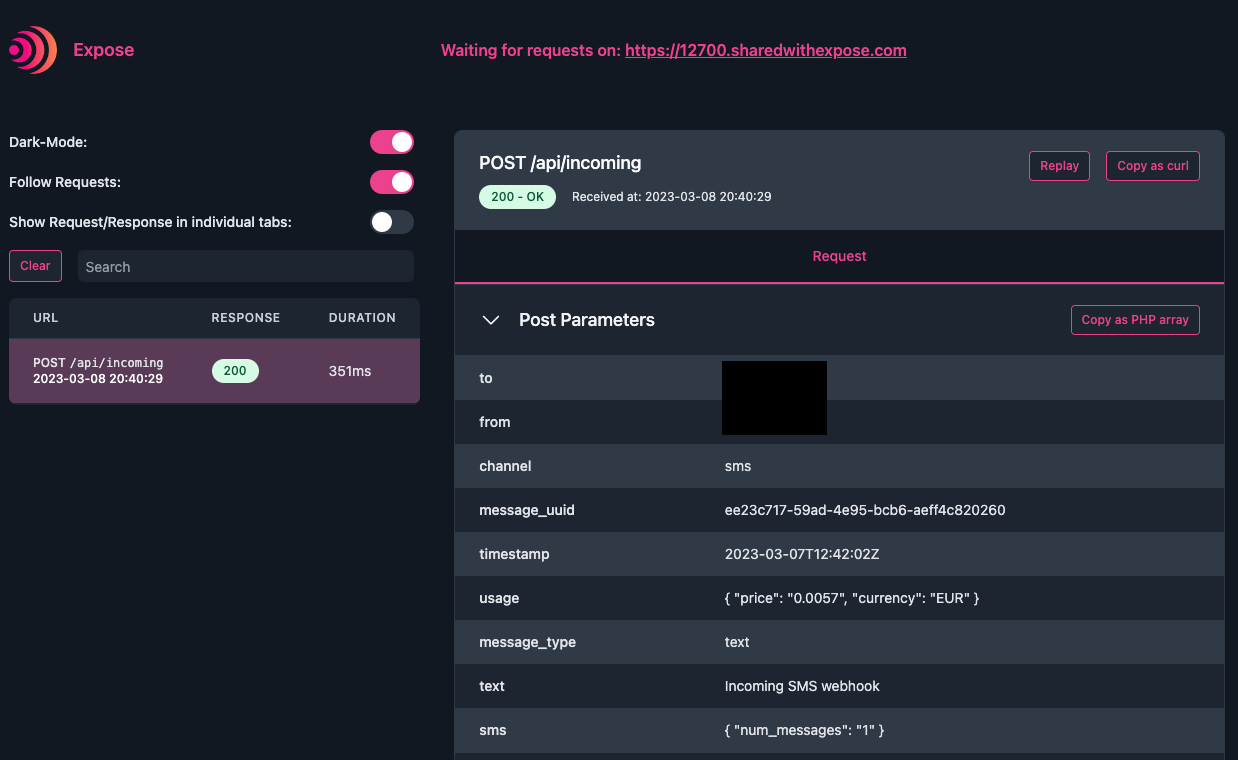 Expose
Waiting for requests on: https://12700.sharedwithexpose.com
Dark-Mode:
Follow Requests:
Show Request/Response in individual tabs:
Clear
Search
URL RESPONSE DURATION
POST /api/incoming
2023-03-08 20:40:29
200
351ms
POST /api/incoming
200 - OK
Received at: 2023-03-08 20:40:29
Replay
Copy as curl
Request
Post Parameters
Copy as PHP array
to
from
channel sms
message_uuid ee23c717-59ad-4e95-bcb6-aeff4c820260
timestamp 2023-03-07T12:42:02Z
usage { "price": "0.0057", "currency": "EUR" }
message_type text
text Incoming SMS webhook
sms { "num_messages": "1" }